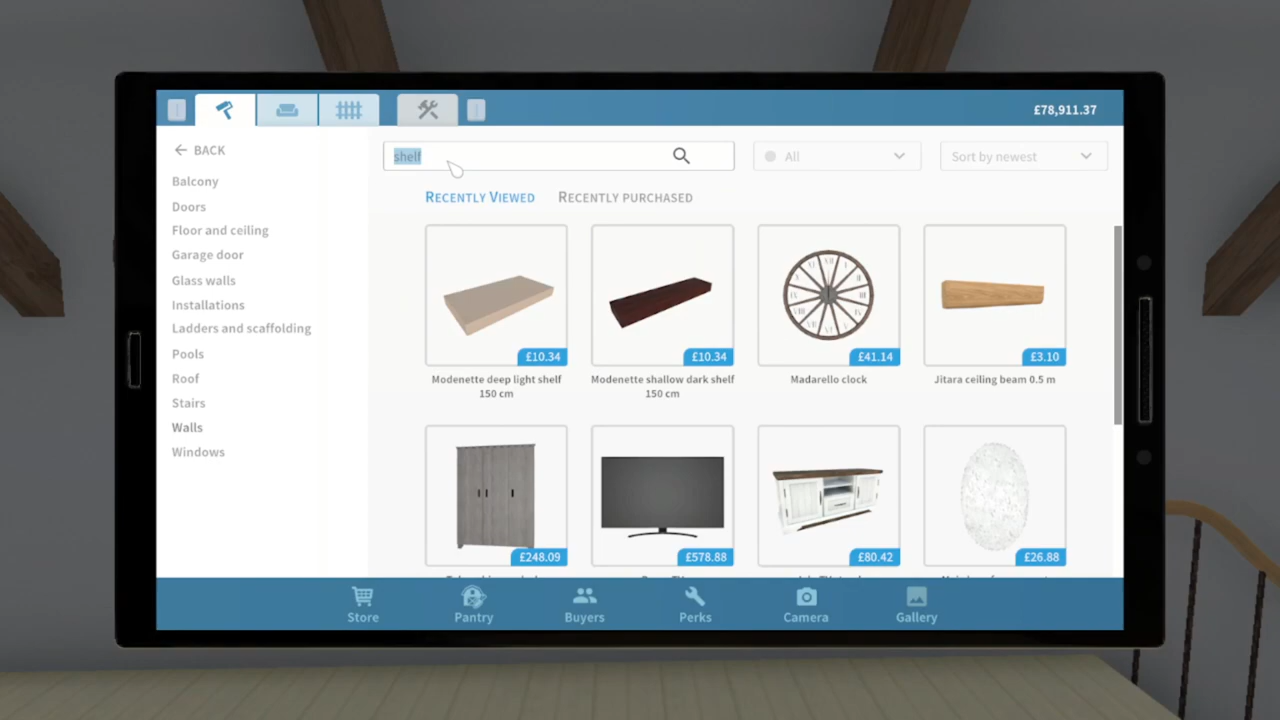 £78,911.37
BACK
shelf
All
Sort by newest
Balcony
Doors
Floor and ceiling
Garage door
Glass walls
Installations
Ladders and scaffolding
Pools
Roof
Stairs
Walls
Windows
RECENTLY VIEWED
RECENTLY PURCHASED
£10.34
£10.34
£41.14
£3.10
Modenette deep light shelf
150 cm
Modenette shallow dark shelf
150 cm
Madarello clock
Jitara ceiling beam 0.5 m
£248.09
£578.88
£80.42
£26.88
Store
Pantry
Buyers
Perks
Camera
Gallery